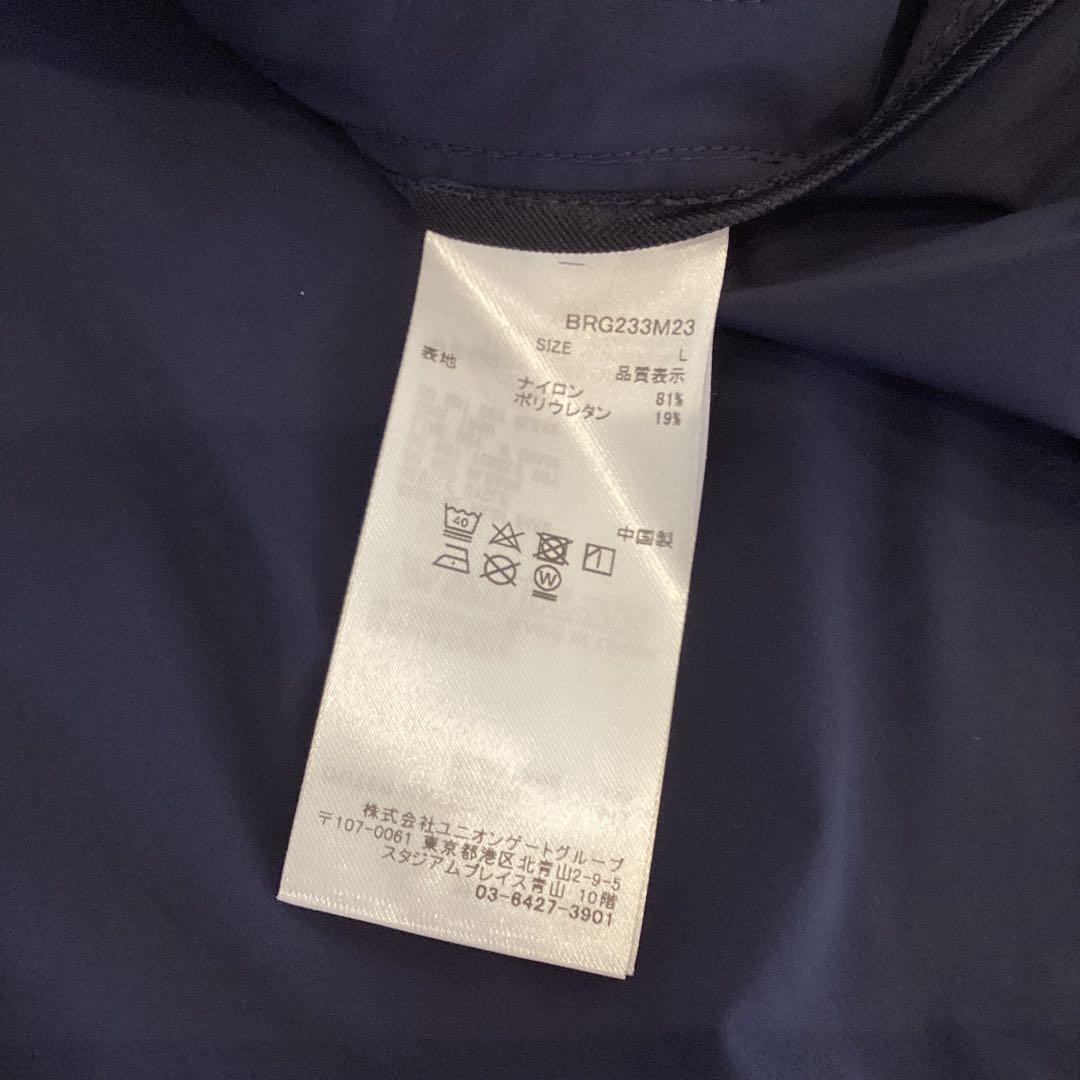 BRG233M23
SIZE L
表地 品質表示
ナイロン 81%
ポリウレタン 19%
中国製
40
W
株式会社ユニオンゲートグループ
〒107-0061 東京都港区北青山2-9-5
スタジアムプレイス青山 10階
03-6427-3901